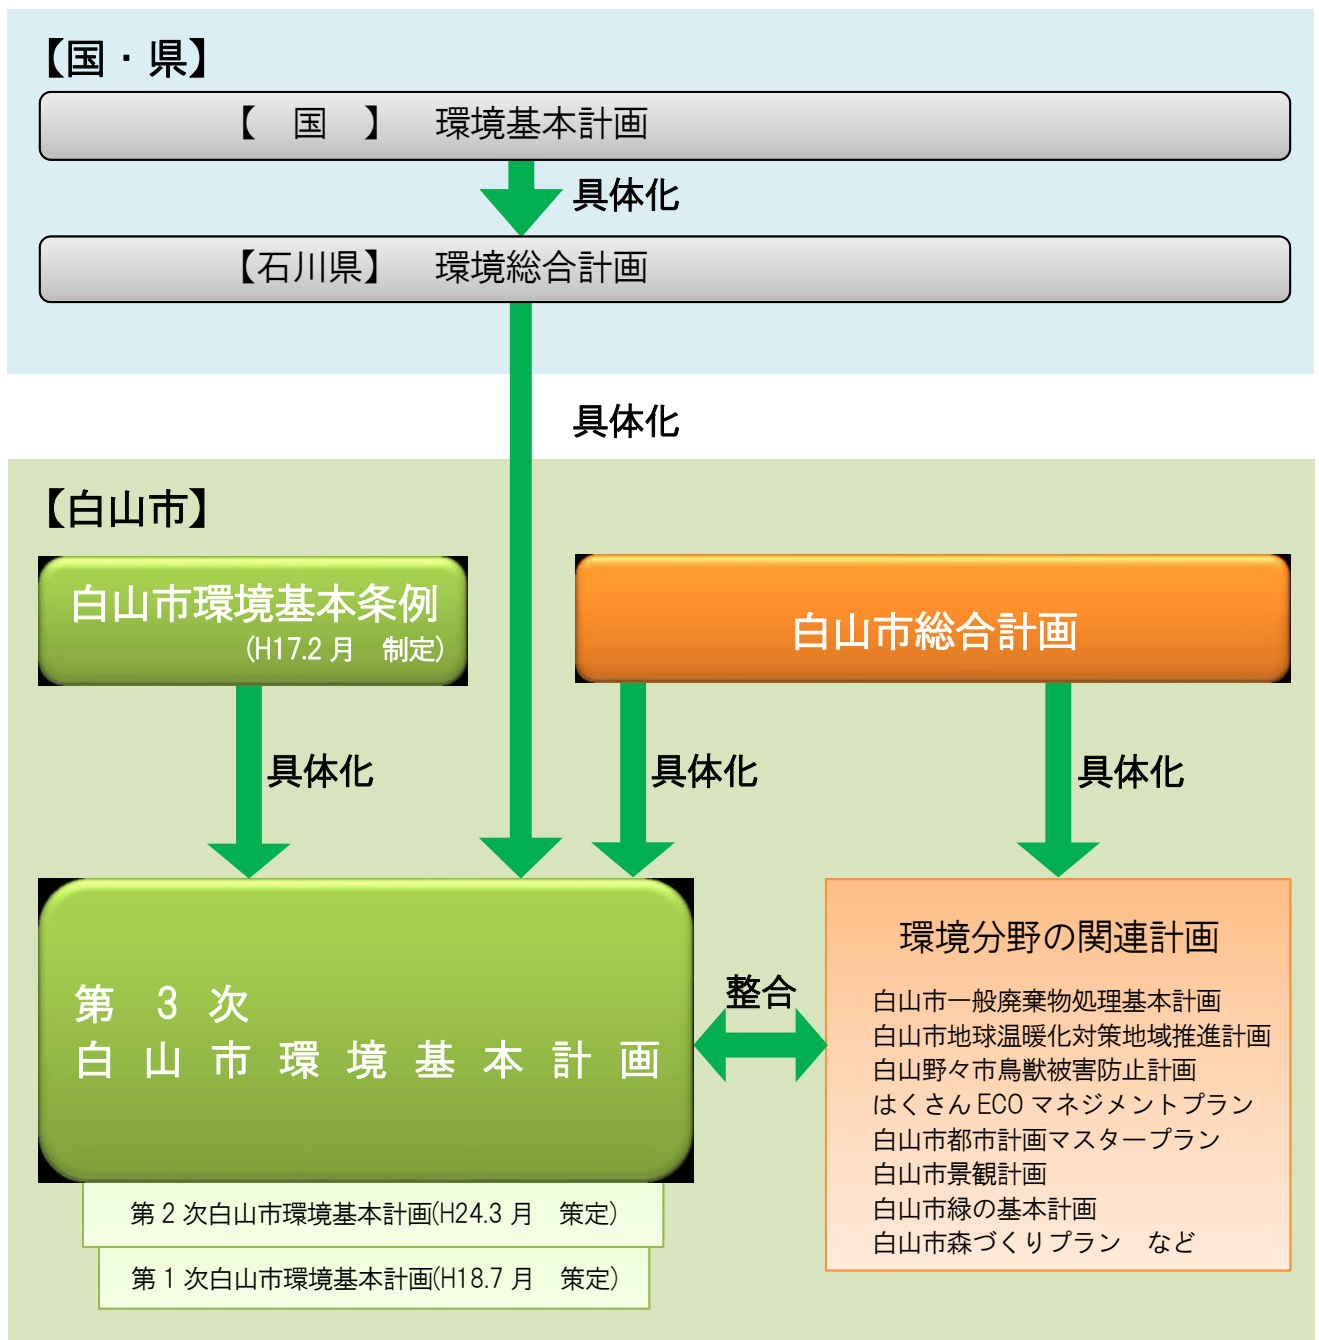 【国・県】
【　国　】　環境基本計画
具体化
【石川県】　環境総合計画
具体化
【白山市】
白山市環境基本条例
(H17.2月　制定)
白山市総合計画
具体化
具体化
具体化
第　3　次
白山市環境基本計画
整合
環境分野の関連計画
白山市一般廃棄物処理基本計画
白山市地球温暖化対策地域推進計画
白山野々市鳥獣被害防止計画
はくさんECOマネジメントプラン
白山市都市計画マスタープラン
白山市景観計画
白山市緑の基本計画
白山市森づくりプラン　など
第2次白山市環境基本計画(H24.3月　策定)
第1次白山市環境基本計画(H18.7月　策定)